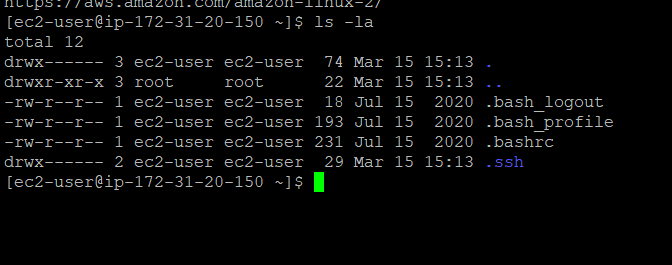 https://aws.amazon.com/amazon-linux-2/
[ec2-user@ip-172-31-20-150 ~]$ ls -la
total 12
drwx------ 3 ec2-user ec2-user  74 Mar 15 15:13 .
drwxr-xr-x 3 root     root      22 Mar 15 15:13 ..
-rw-r--r-- 1 ec2-user ec2-user  18 Jul 15  2020 .bash_logout
-rw-r--r-- 1 ec2-user ec2-user 193 Jul 15  2020 .bash_profile
-rw-r--r-- 1 ec2-user ec2-user 231 Jul 15  2020 .bashrc
drwx------ 2 ec2-user ec2-user  29 Mar 15 15:13 .ssh
[ec2-user@ip-172-31-20-150 ~]$